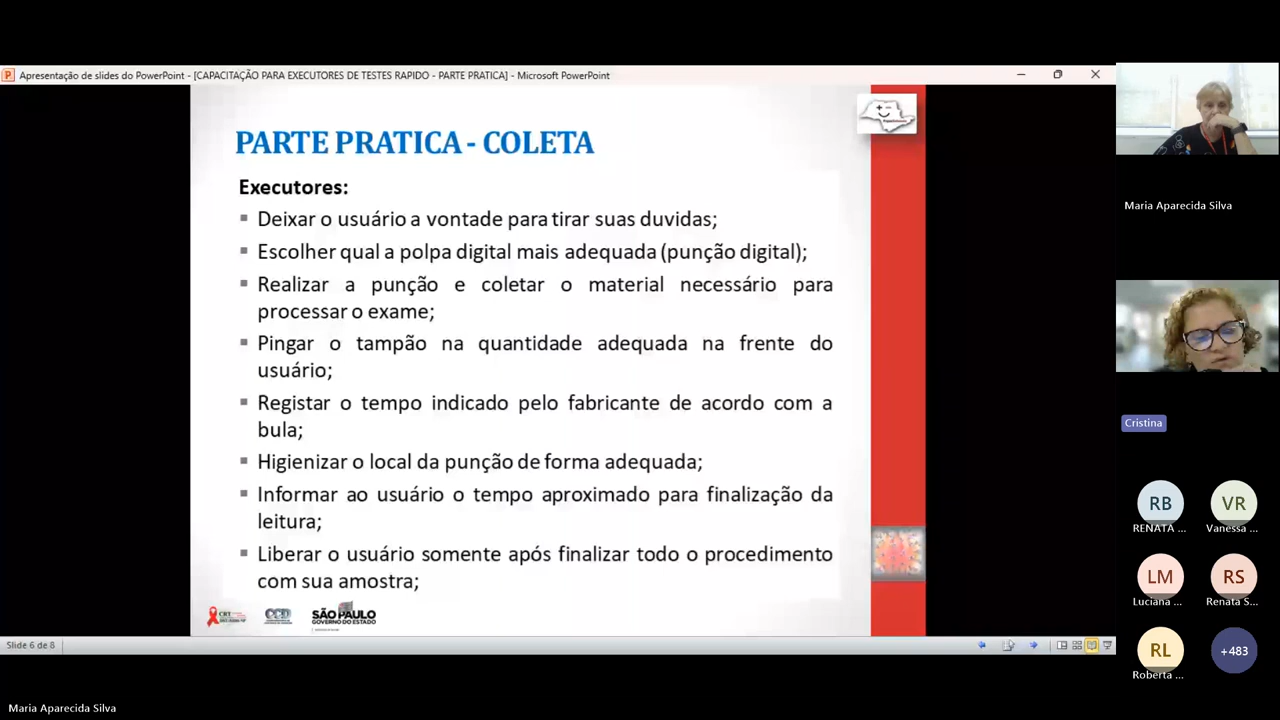 Apresentação de slides do PowerPoint - [CAPACITAÇÃO PARA EXECUTORES DE TESTES RAPIDO - PARTE PRATICA] - Microsoft PowerPoint
PARTE PRATICA - COLETA
Executores:
Deixar o usuário a vontade para tirar suas duvidas;
Escolher qual a polpa digital mais adequada (punção digital);
Realizar a punção e coletar o material necessário para
processar o exame;
Pingar o tampão na quantidade adequada na frente do
usuário;
Registar o tempo indicado pelo fabricante de acordo com a
bula;
Higienizar o local da punção de forma adequada;
Informar ao usuário o tempo aproximado para finalização da
leitura;
Liberar o usuário somente após finalizar todo o procedimento
com sua amostra;
CRT
CCD
SÃO PAULO
GOVERNO DO ESTADO
Slide 6 de 8
Maria Aparecida Silva
Maria Aparecida Silva
Cristina
RB
RENATA ...
VR
Vanessa ...
LM
Luciana ...
RS
Renata S...
RL
Roberta ...
+483